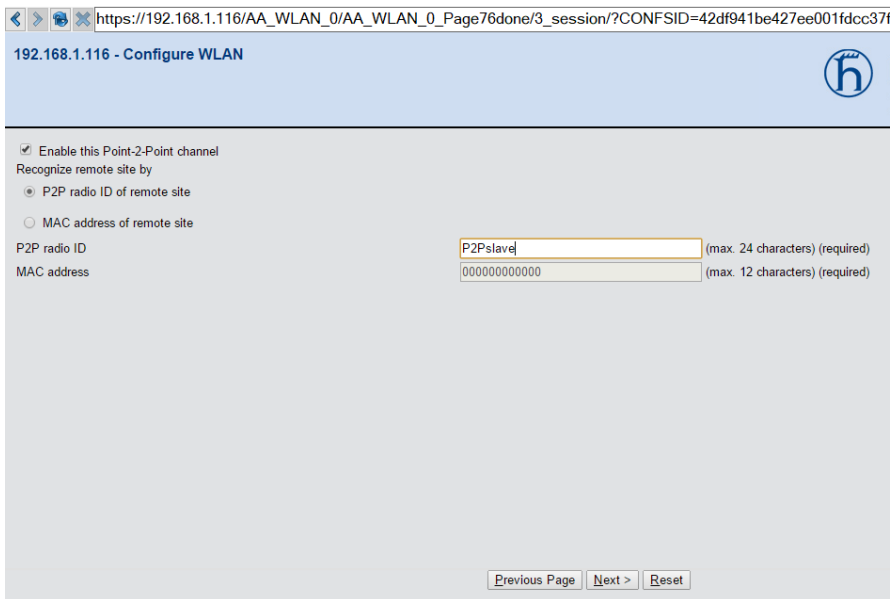 https://192.168.1.116/AA_WLAN_0/AA_WLAN_0_Page76done/3_session/?CONFSID=42df941be427ee001fdcc37f
192.168.1.116 - Configure WLAN
Enable this Point-2-Point channel
Recognize remote site by
P2P radio ID of remote site
MAC address of remote site
P2P radio ID P2Pslave (max. 24 characters) (required)
MAC address 000000000000 (max. 12 characters) (required)
Previous Page Next > Reset